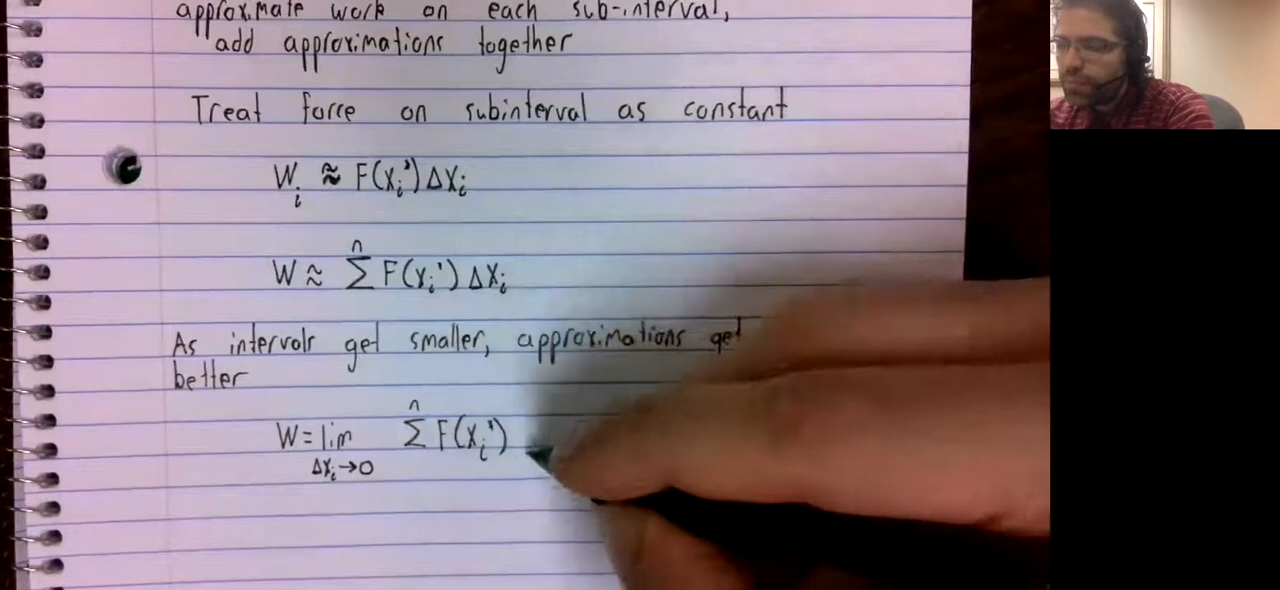 approximate work on each sub-interval,
add approximations together
Treat force on subinterval as constant
Wᵢ ≈ F(xᵢ') Δxᵢ
W ≈ Σⁿ F(xᵢ') Δxᵢ
As intervals get smaller, approximations get
better
W = lim Σⁿ F(xᵢ')
Δxᵢ→0